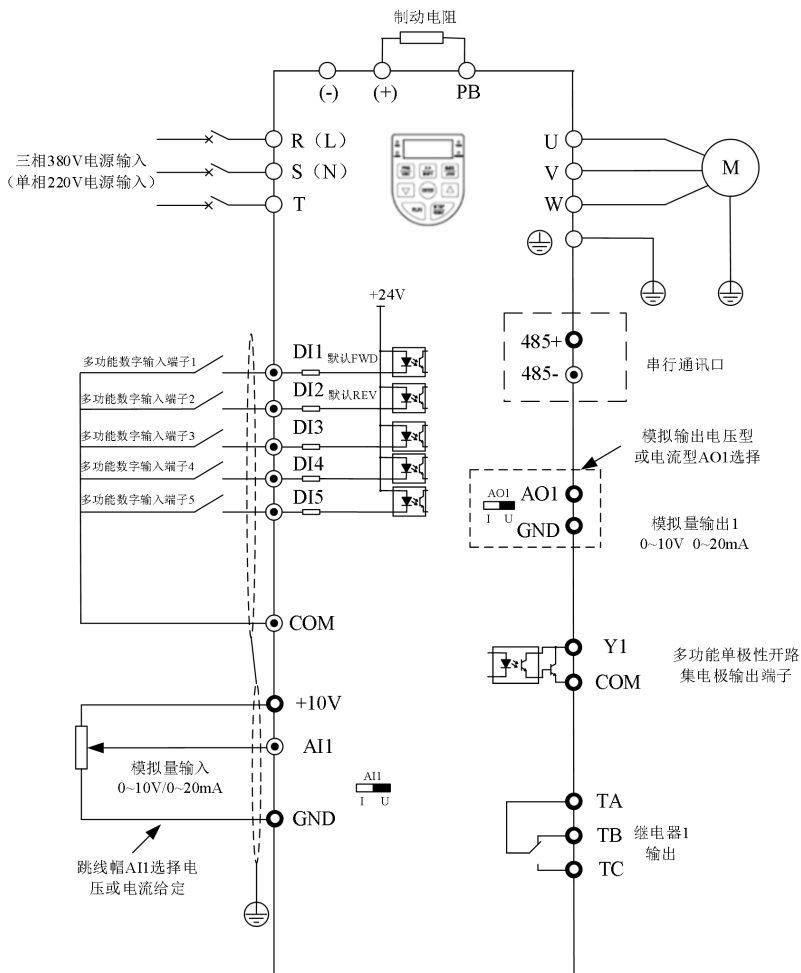 制动电阻
(-)
(+)
PB
三相380V电源输入
（单相220V电源输入）
R（L）
S（N）
T
U
V
W
M
+24V
多功能数字输入端子1
DI1
默认FWD
多功能数字输入端子2
DI2
默认REV
多功能数字输入端子3
DI3
多功能数字输入端子4
DI4
多功能数字输入端子5
DI5
COM
+10V
AI1
GND
模拟量输入
0~10V/0~20mA
AI1
I U
跳线帽AI1选择电
压或电流给定
485+
485-
串行通讯口
模拟输出电压型
或电流型AO1选择
AO1
I U
AO1
GND
模拟量输出1
0~10V 0~20mA
Y1
COM
多功能单极性开路
集电极输出端子
TA
TB
TC
继电器1
输出